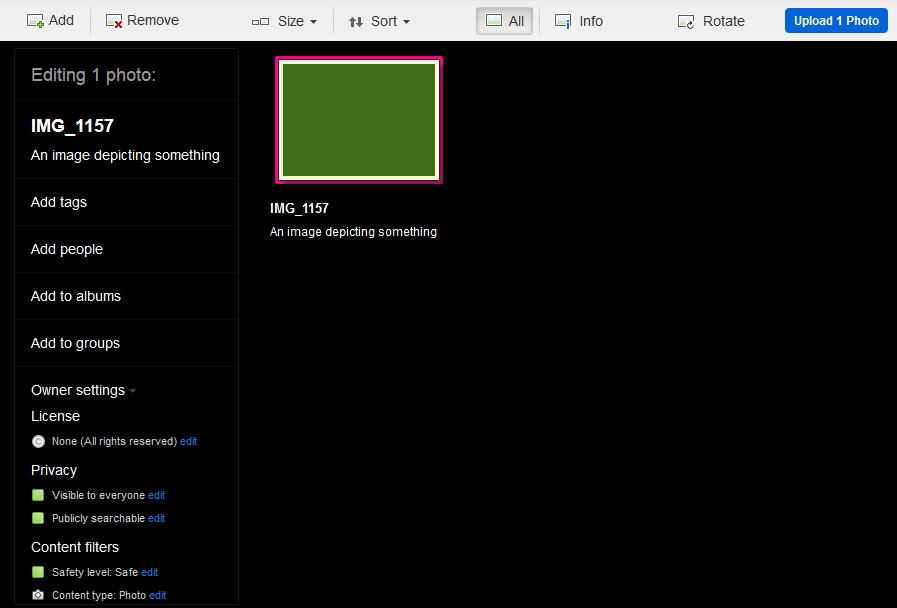 Add Remove Size Sort All Info Rotate Upload 1 Photo
Editing 1 photo:
IMG_1157
An image depicting something
Add tags
Add people
Add to albums
Add to groups
Owner settings
License
None (All rights reserved) edit
Privacy
Visible to everyone edit
Publicly searchable edit
Content filters
Safety level: Safe edit
Content type: Photo edit
IMG_1157
An image depicting something